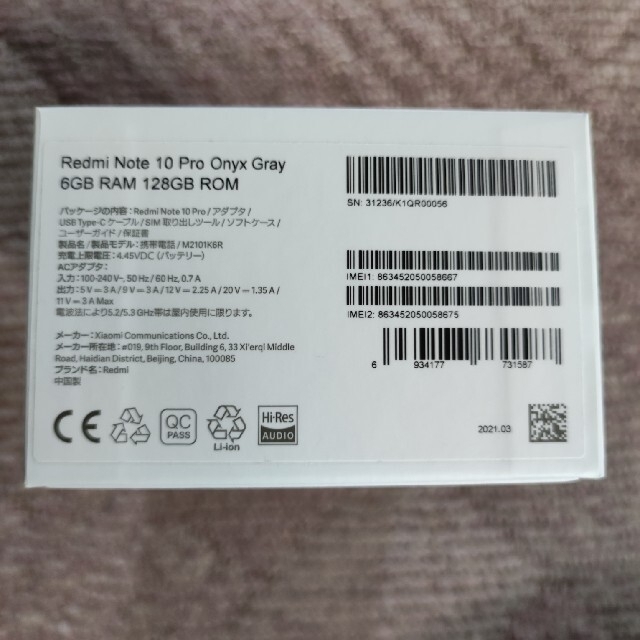 Redmi Note 10 Pro Onyx Gray
6GB RAM 128GB ROM
パッケージの内容：Redmi Note 10 Pro / アダプタ /
USB Type-C ケーブル / SIM 取り出しツール / ソフトケース /
ユーザーガイド / 保証書
製品名 / 製品モデル：携帯電話 / M2101K6R
充電上限電圧：4.45VDC (バッテリー)
ACアダプタ：
入力：100-240V~, 50 Hz / 60 Hz, 0.7 A
出力：5 V⎓3 A / 9 V⎓3 A / 12 V⎓2.25 A / 20 V⎓1.35 A /
11 V⎓3 A Max
電波法により5.2/5.3 GHz帯は屋内使用に限ります。
メーカー：Xiaomi Communications Co., Ltd.
メーカー所在地：#019, 9th Floor, Building 6, 33 Xi'erqi Middle
Road, Haidian District, Beijing, China, 100085
ブランド名：Redmi
中国製
CE
QC
PASS
Li-ion
Hi-Res
AUDIO
SN: 31236/K1QR00056
IMEI1: 863452050058667
IMEI2: 863452050058675
6 934177 731587
2021.03